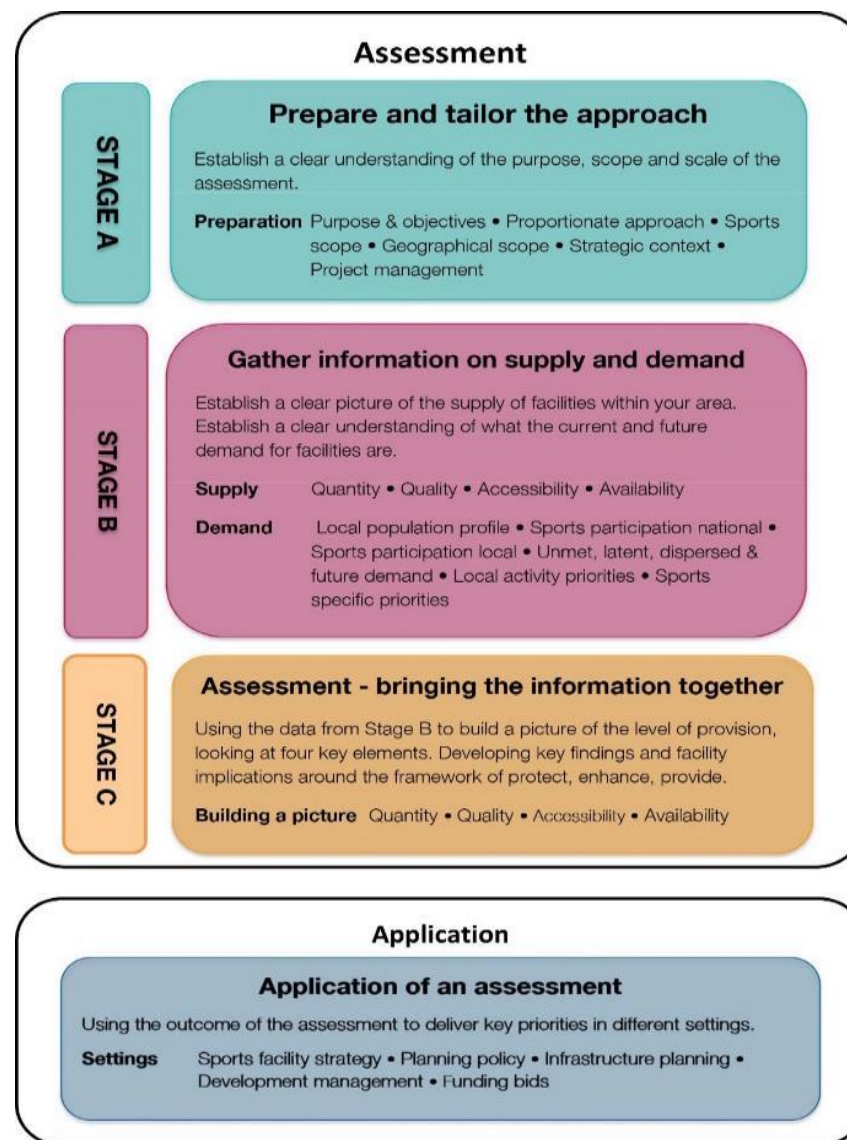 Assessment
STAGE A
Prepare and tailor the approach
Establish a clear understanding of the purpose, scope and scale of the
assessment.
Preparation Purpose & objectives • Proportionate approach • Sports
scope • Geographical scope • Strategic context •
Project management
STAGE B
Gather information on supply and demand
Establish a clear picture of the supply of facilities within your area.
Establish a clear understanding of what the current and future
demand for facilities are.
Supply Quantity • Quality • Accessibility • Availability
Demand Local population profile • Sports participation national •
Sports participation local • Unmet, latent, dispersed &
future demand • Local activity priorities • Sports
specific priorities
STAGE C
Assessment - bringing the information together
Using the data from Stage B to build a picture of the level of provision,
looking at four key elements. Developing key findings and facility
implications around the framework of protect, enhance, provide.
Building a picture Quantity • Quality • Accessibility • Availability
Application
Application of an assessment
Using the outcome of the assessment to deliver key priorities in different settings.
Settings Sports facility strategy • Planning policy • Infrastructure planning •
Development management • Funding bids